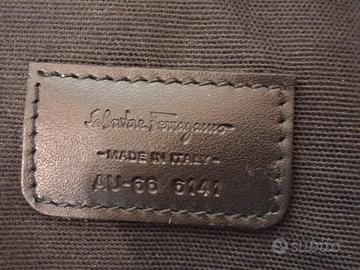 Salvatore Ferragamo
-MADE IN ITALY-
AU-66 6141
subito